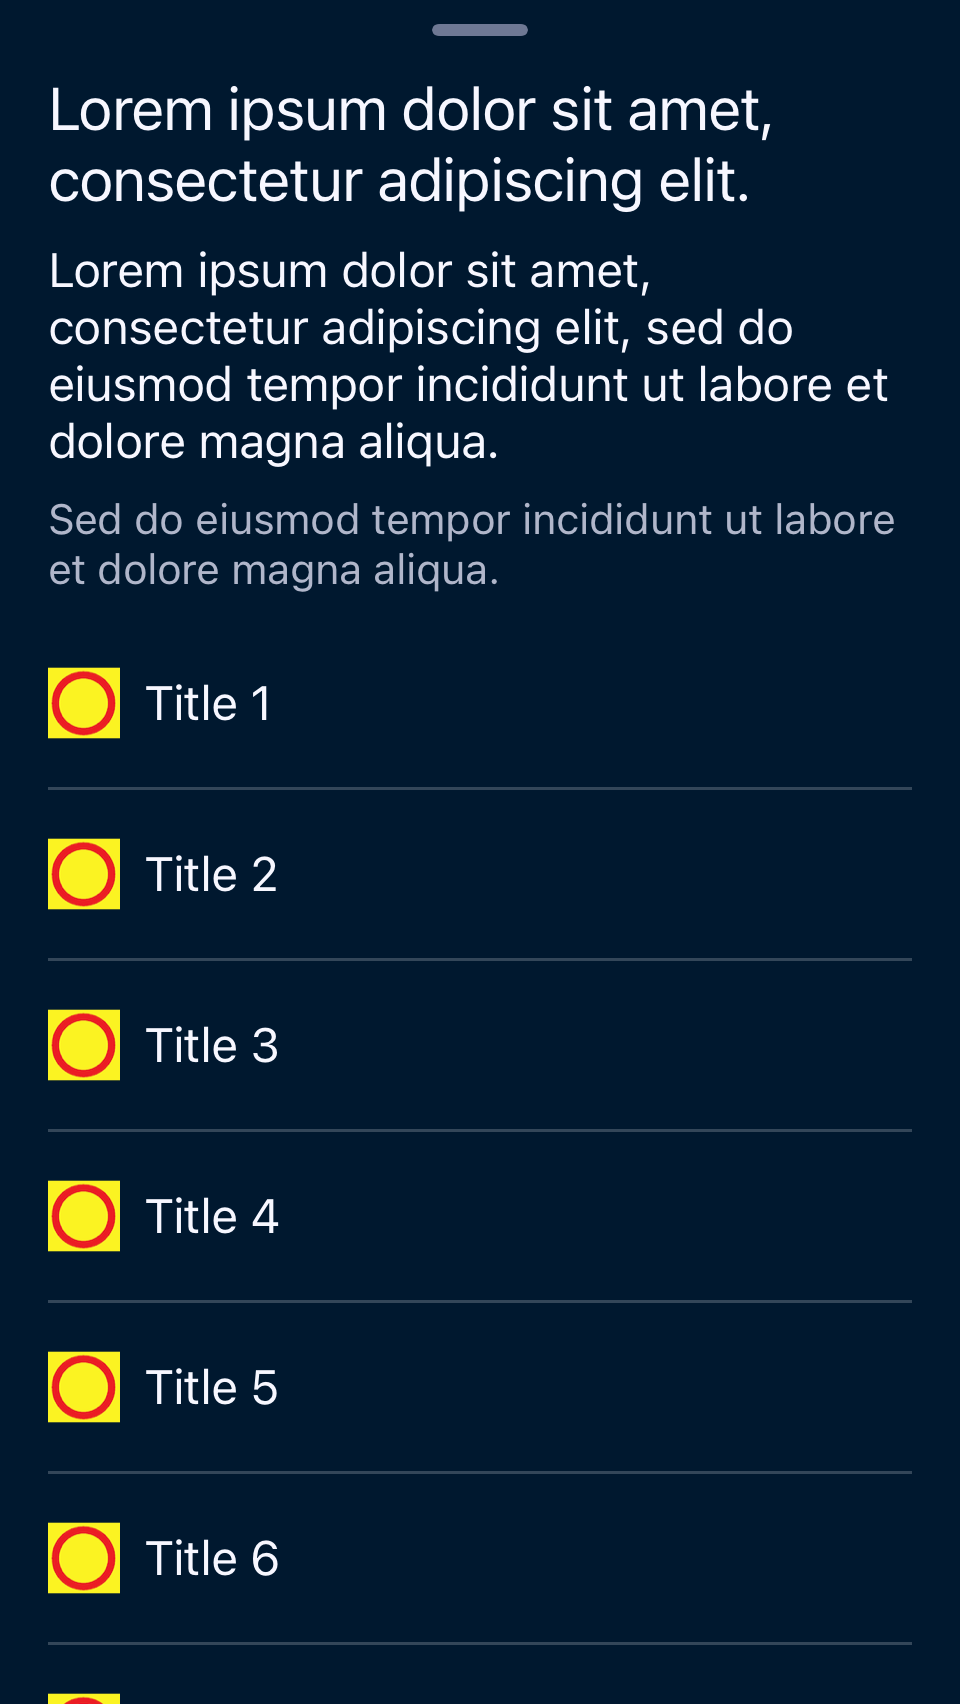 Lorem ipsum dolor sit amet,
consectetur adipiscing elit.
Lorem ipsum dolor sit amet,
consectetur adipiscing elit, sed do
eiusmod tempor incididunt ut labore et
dolore magna aliqua.
Sed do eiusmod tempor incididunt ut labore
et dolore magna aliqua.
Title 1
Title 2
Title 3
Title 4
Title 5
Title 6